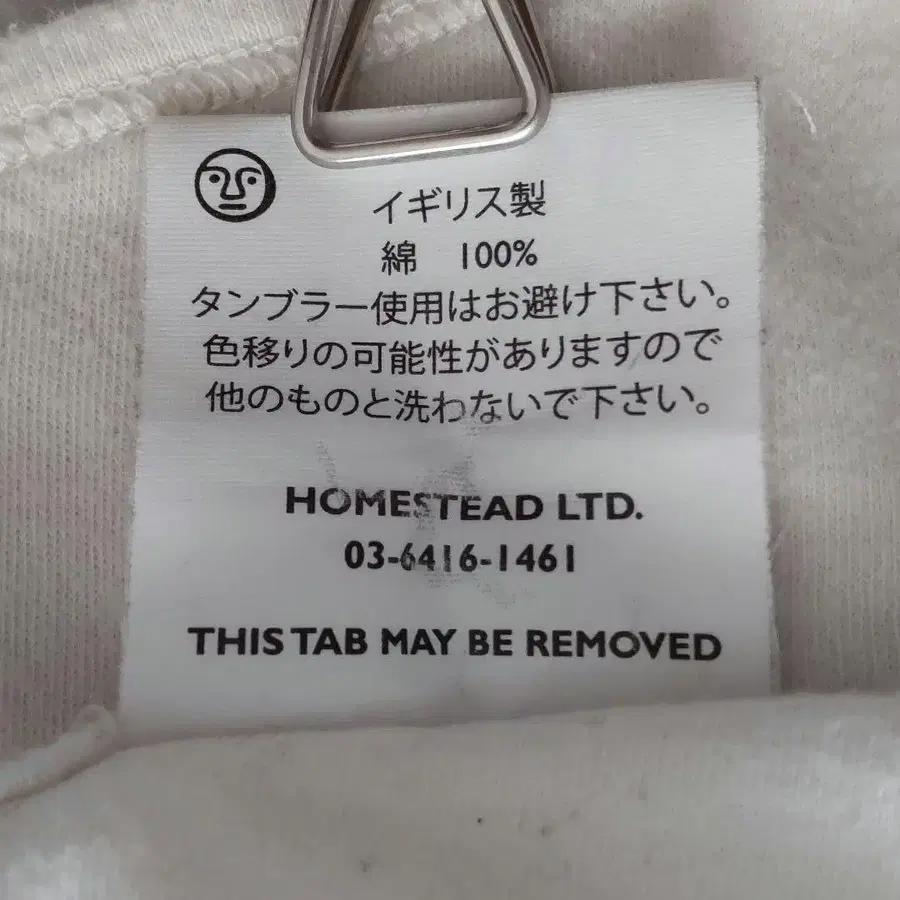 イギリス製
綿 100%
タンブラー使用はお避け下さい。
色移りの可能性がありますので
他のものと洗わないで下さい。
HOMESTEAD LTD.
03-6416-1461
THIS TAB MAY BE REMOVED